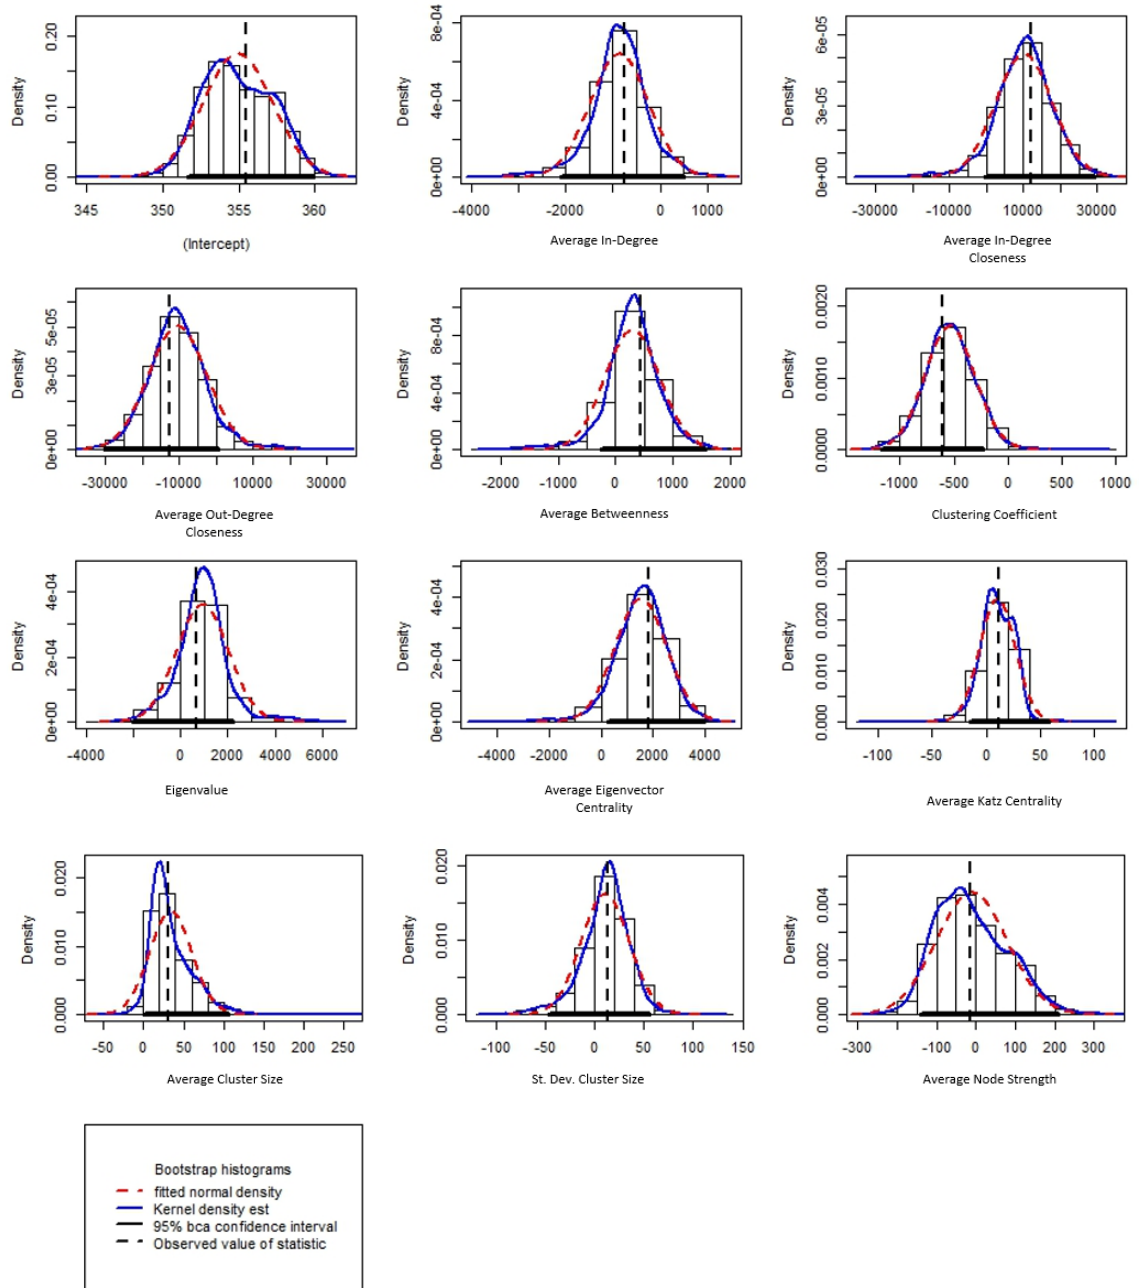 Density
0.00 0.10 0.20
345 350 355 360
(Intercept)
Density
0e+00 4e-04 8e-04
-4000 -2000 0 1000
Average In-Degree
Density
0e+00 3e-05 6e-05
-30000 -10000 10000 30000
Average In-Degree
Closeness
Density
0e+00 3e-05 5e-05
-30000 -10000 10000 30000
Average Out-Degree
Closeness
Density
0e+00 4e-04 8e-04
-2000 -1000 0 1000 2000
Average Betweenness
Density
0.0000 0.0010 0.0020
-1000 -500 0 500 1000
Clustering Coefficient
Density
0e+00 2e-04 4e-04
-4000 0 2000 4000 6000
Eigenvalue
Density
0e+00 2e-04 4e-04
-4000 -2000 0 2000 4000
Average Eigenvector
Centrality
Density
0.000 0.010 0.020 0.030
-100 -50 0 50 100
Average Katz Centrality
Density
0.000 0.010 0.020
-50 0 50 100 150 200 250
Average Cluster Size
Density
0.000 0.010 0.020
-100 -50 0 50 100 150
St. Dev. Cluster Size
Density
0.000 0.002 0.004
-300 -100 0 100 200 300
Average Node Strength
Bootstrap histograms
fitted normal density
Kernel density est
95% bca confidence interval
Observed value of statistic